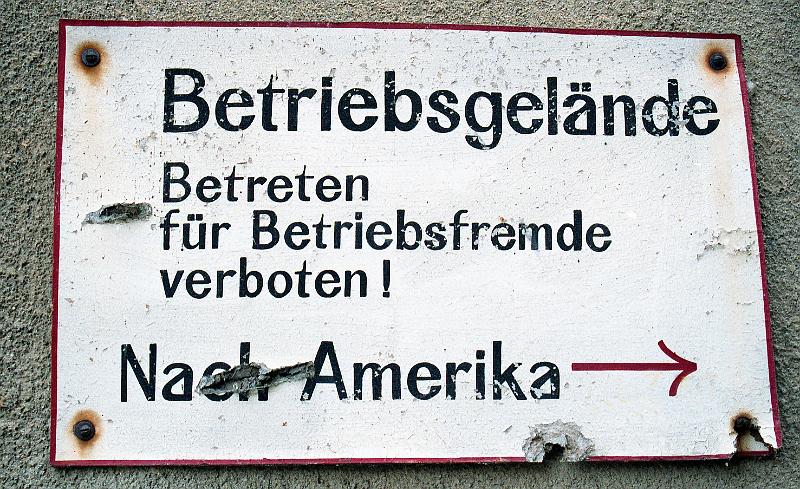 Betriebsgelände
Betreten
für Betriebsfremde
verboten!
Nach Amerika